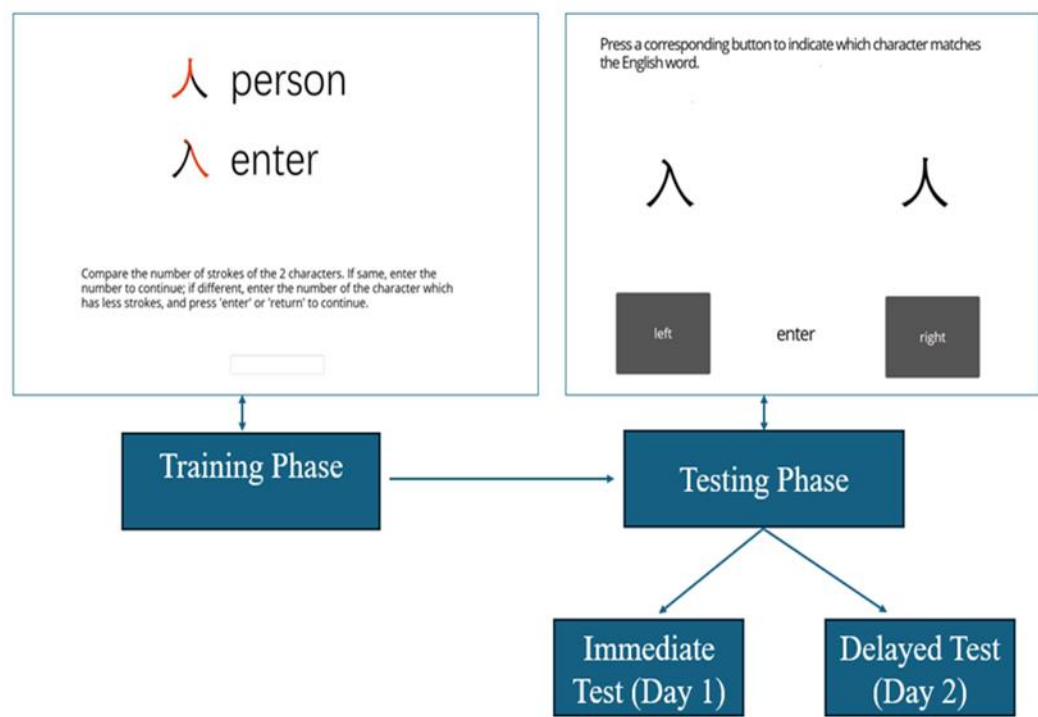 人 person
入 enter
Compare the number of strokes of the 2 characters. If same, enter the
number to continue; if different, enter the number of the character which
has less strokes, and press 'enter' or 'return' to continue.
Press a corresponding button to indicate which character matches
the English word.
入 人
left enter right
Training Phase
Testing Phase
Immediate
Test (Day 1)
Delayed Test
(Day 2)